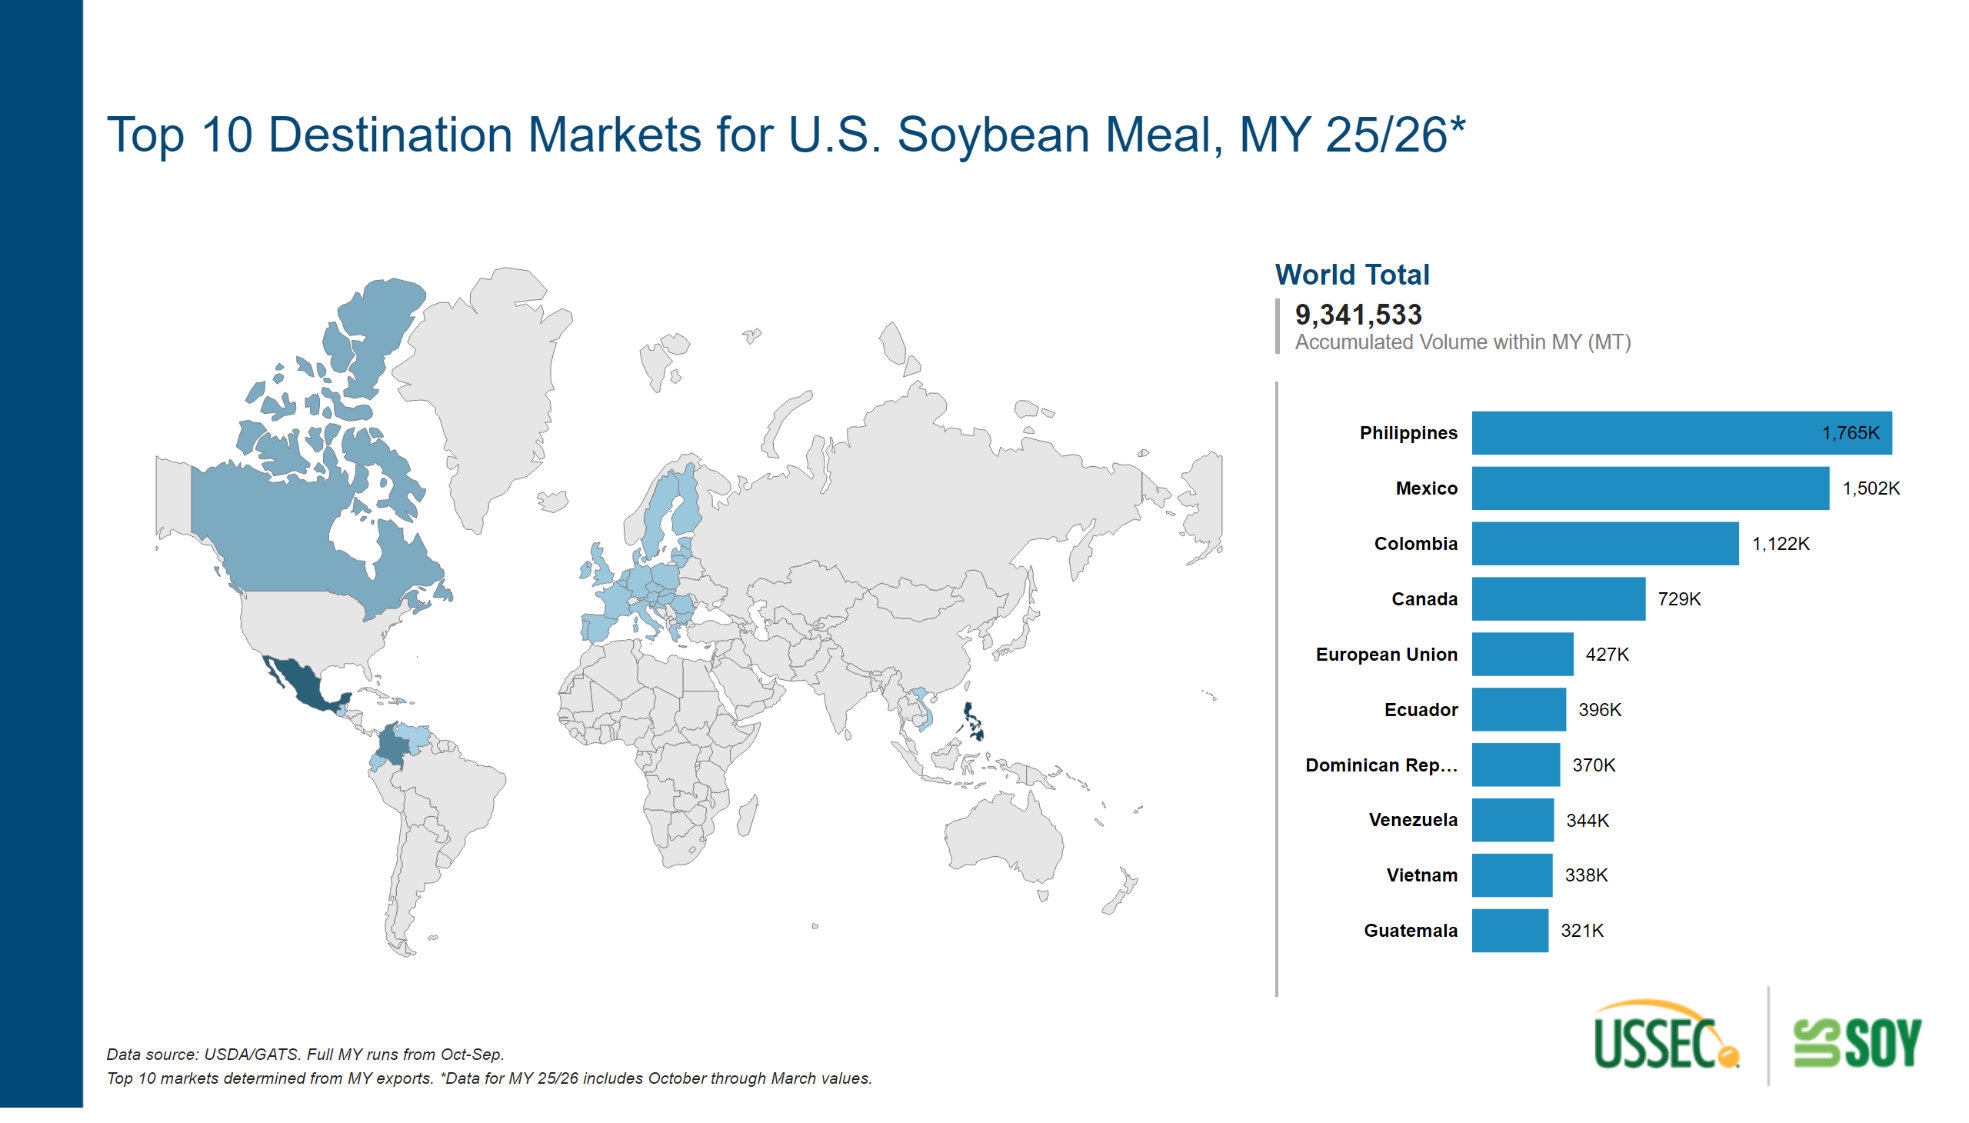 Top 10 Destination Markets for U.S. Soybean Meal, MY 25/26*
World Total
9,341,533
Accumulated Volume within MY (MT)
Philippines 1,765K
Mexico 1,502K
Colombia 1,122K
Canada 729K
European Union 427K
Ecuador 396K
Dominican Rep... 370K
Venezuela 344K
Vietnam 338K
Guatemala 321K
Data source: USDA/GATS. Full MY runs from Oct-Sep.
Top 10 markets determined from MY exports. *Data for MY 25/26 includes October through March values.
USSEC
US SOY